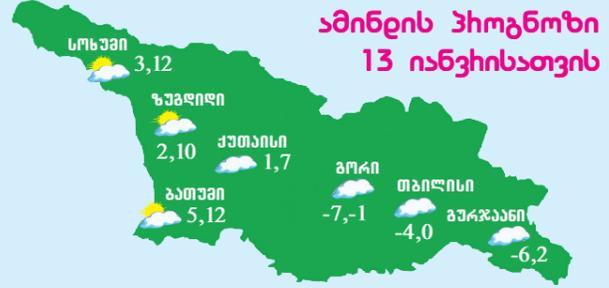 ამინდის პროგნოზი
13 იანვრისათვის
სოხუმი
3,12
ზუგდიდი
2,10
ქუთაისი
1,7
ბათუმი
5,12
გორი
-7,-1
თბილისი
-4,0
გურჯაანი
-6,2